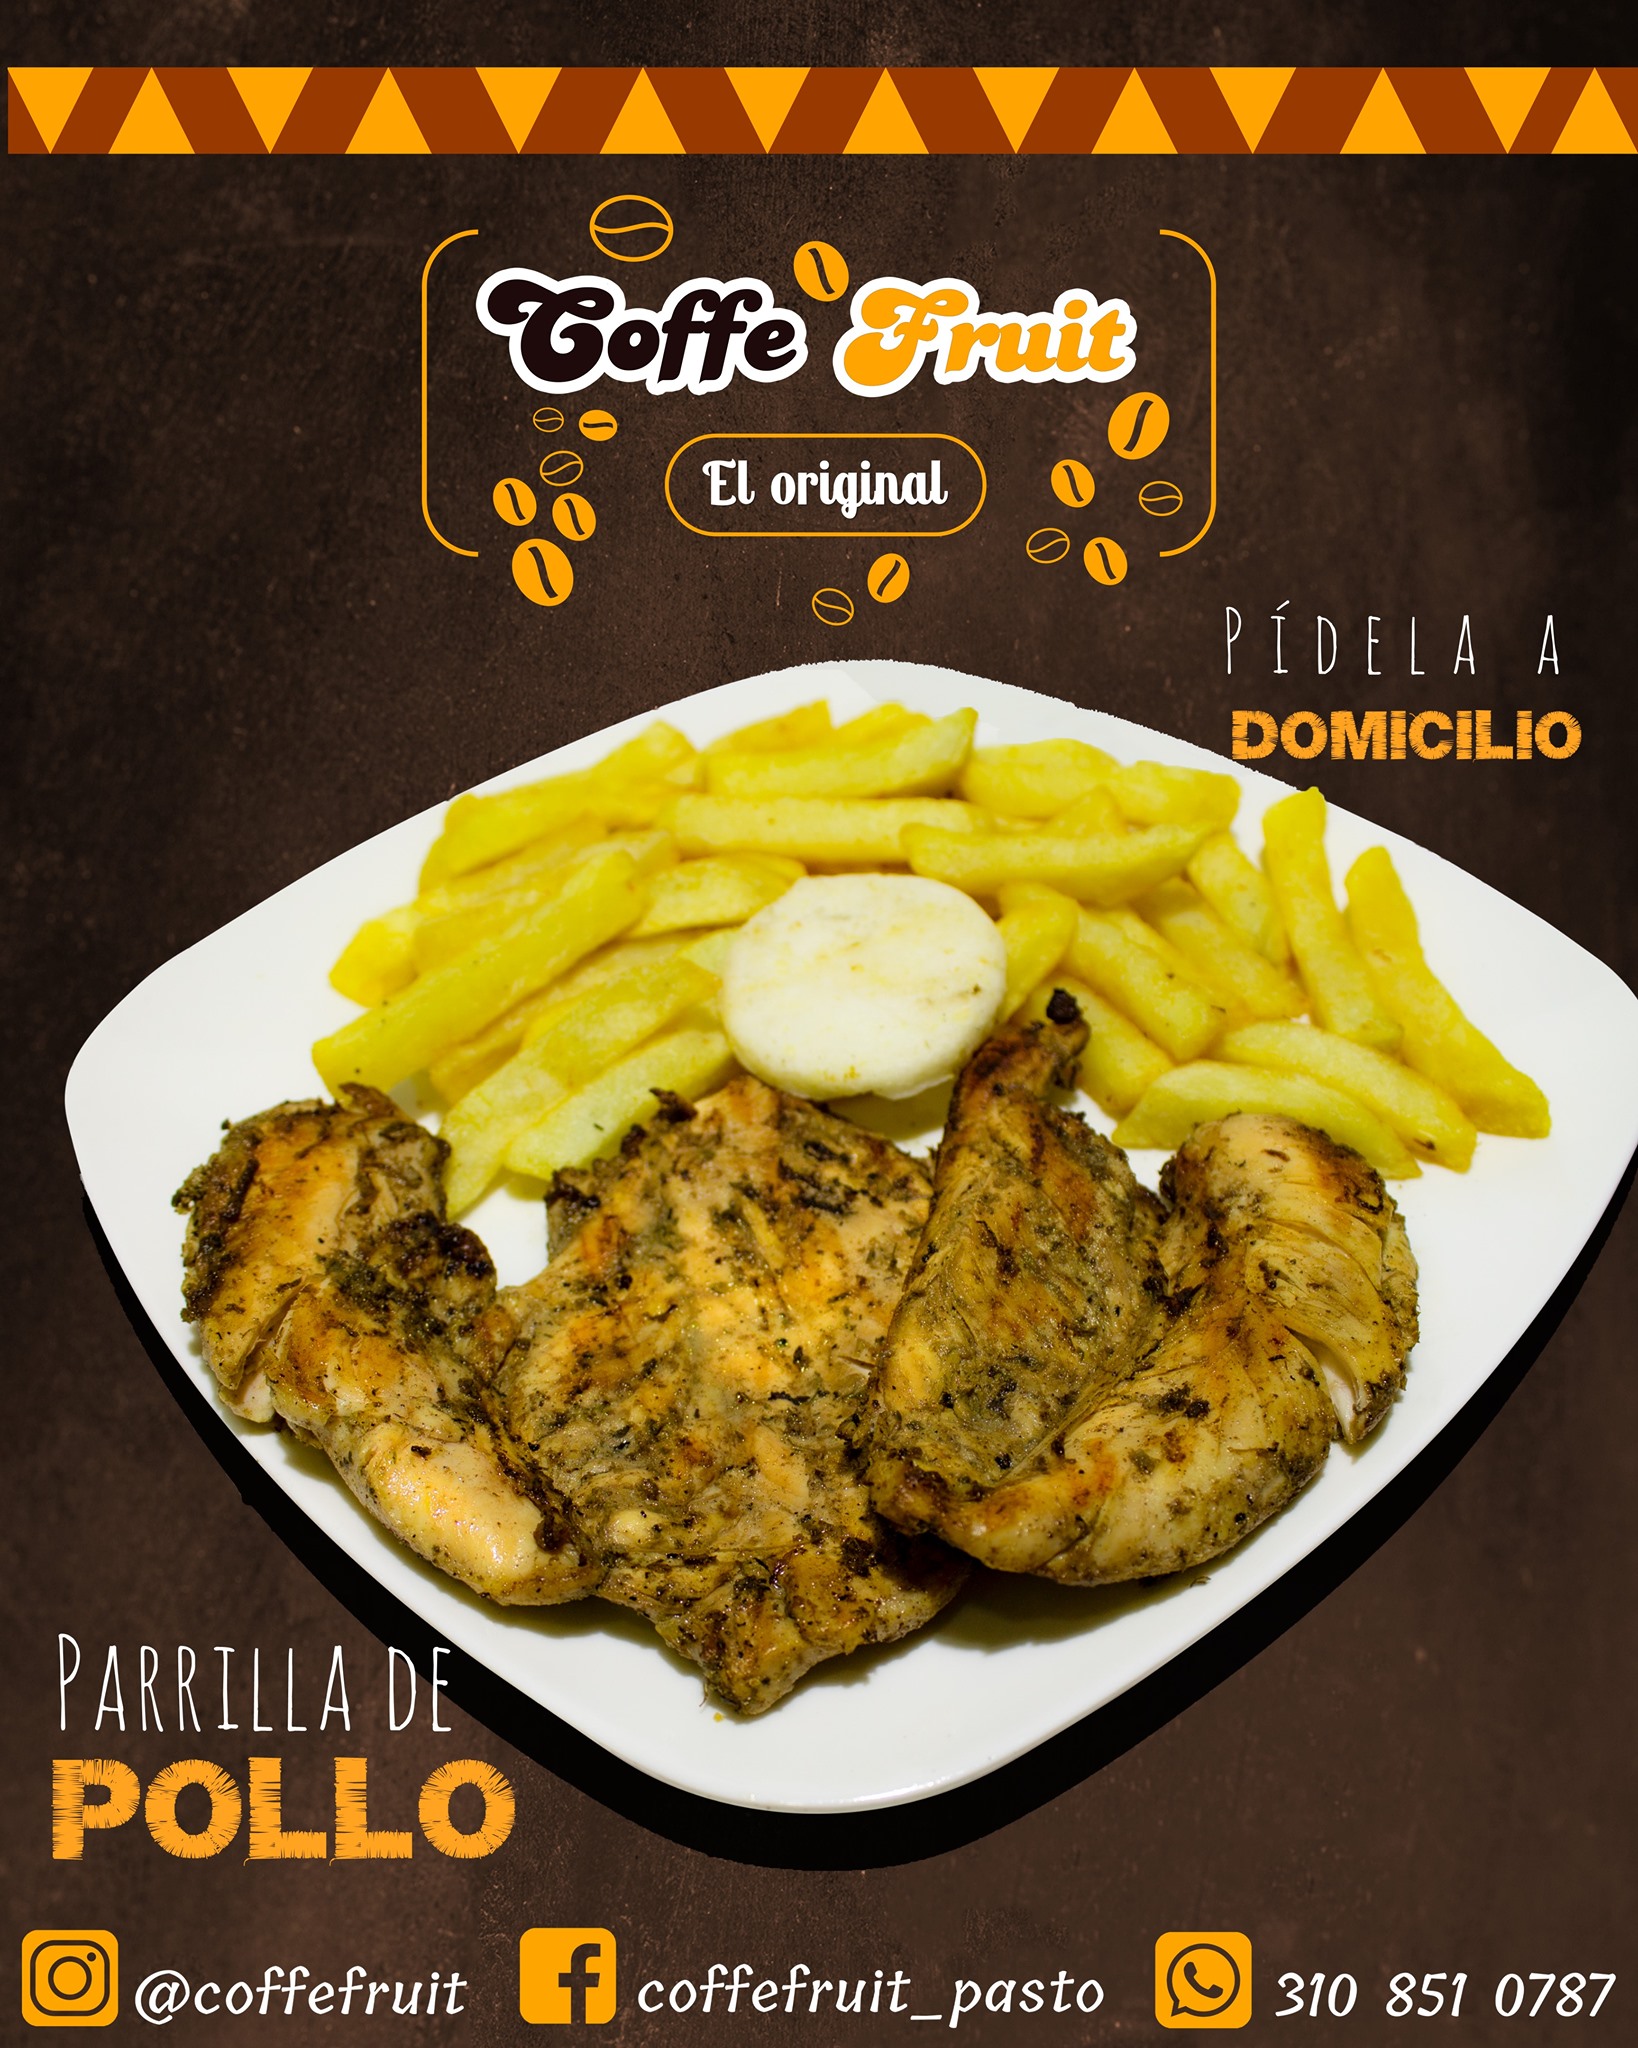 Coffe Fruit
El original
PÍDELA A
DOMICILIO
PARRILLA DE
POLLO
@coffefruit
coffefruit_pasto
310 851 0787